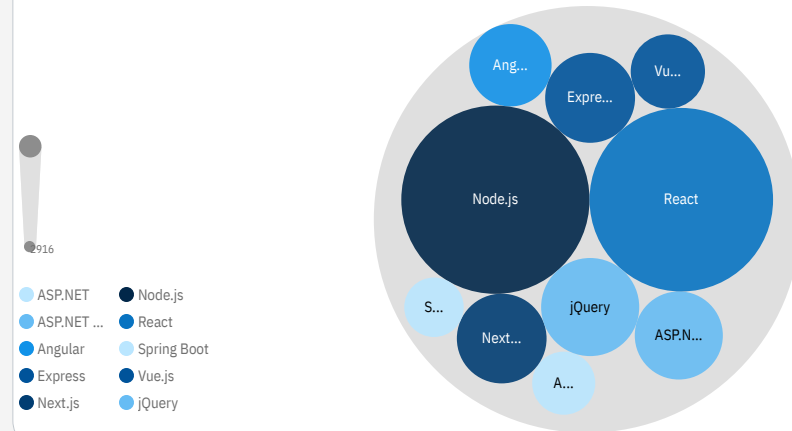 Ang...
Vu...
Expre...
Node.js
React
2916
ASP.NET
Node.js
S...
jQuery
ASP.NET ...
React
Next...
ASP.N...
Angular
Spring Boot
Express
Vue.js
A...
Next.js
jQuery